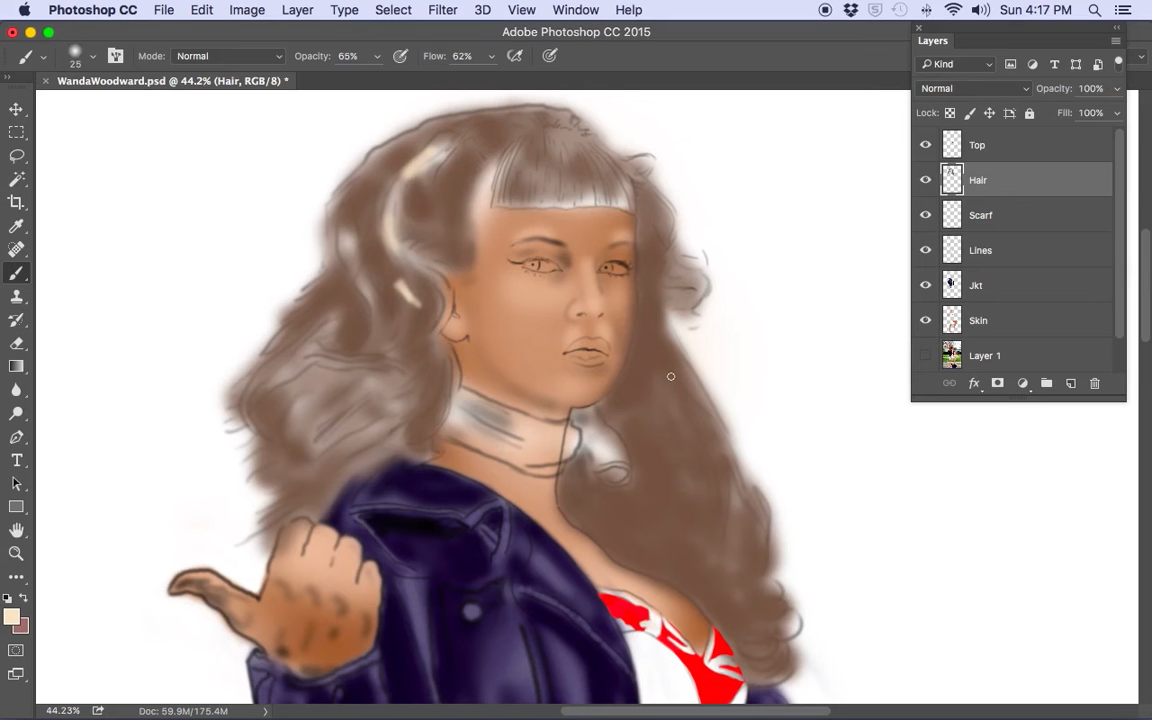 Photoshop CC File Edit Image Layer Type Select Filter 3D View Window Help Sun 4:17 PM
Adobe Photoshop CC 2015
25 Mode: Normal Opacity: 65% Flow: 62%
WandaWoodward.psd @ 44.2% (Hair, RGB/8) *
Layers
Kind
Normal Opacity: 100%
Lock: Fill: 100%
Top
Hair
Scarf
Lines
Jkt
Skin
Layer 1
44.23% Doc: 59.9M/175.4M